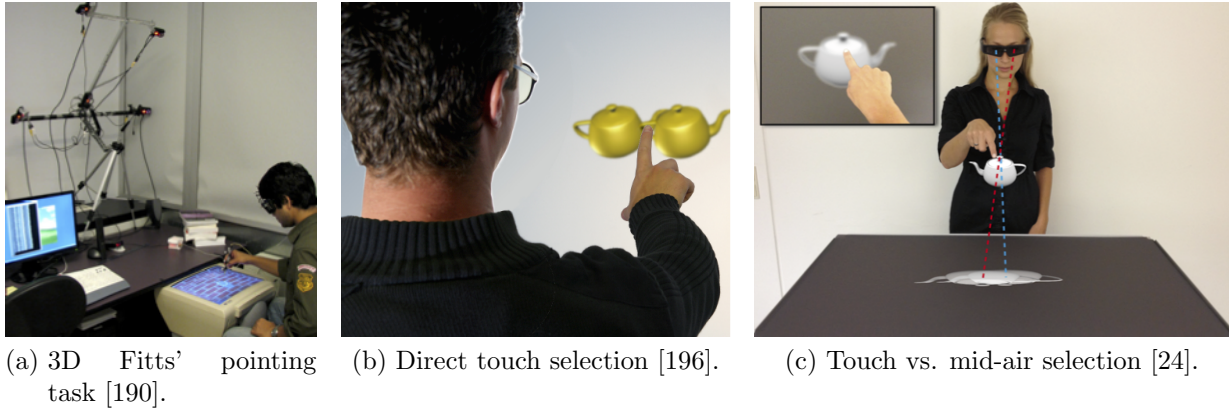 (a) 3D Fitts' pointing
task [190].
(b) Direct touch selection [196].
(c) Touch vs. mid-air selection [24].